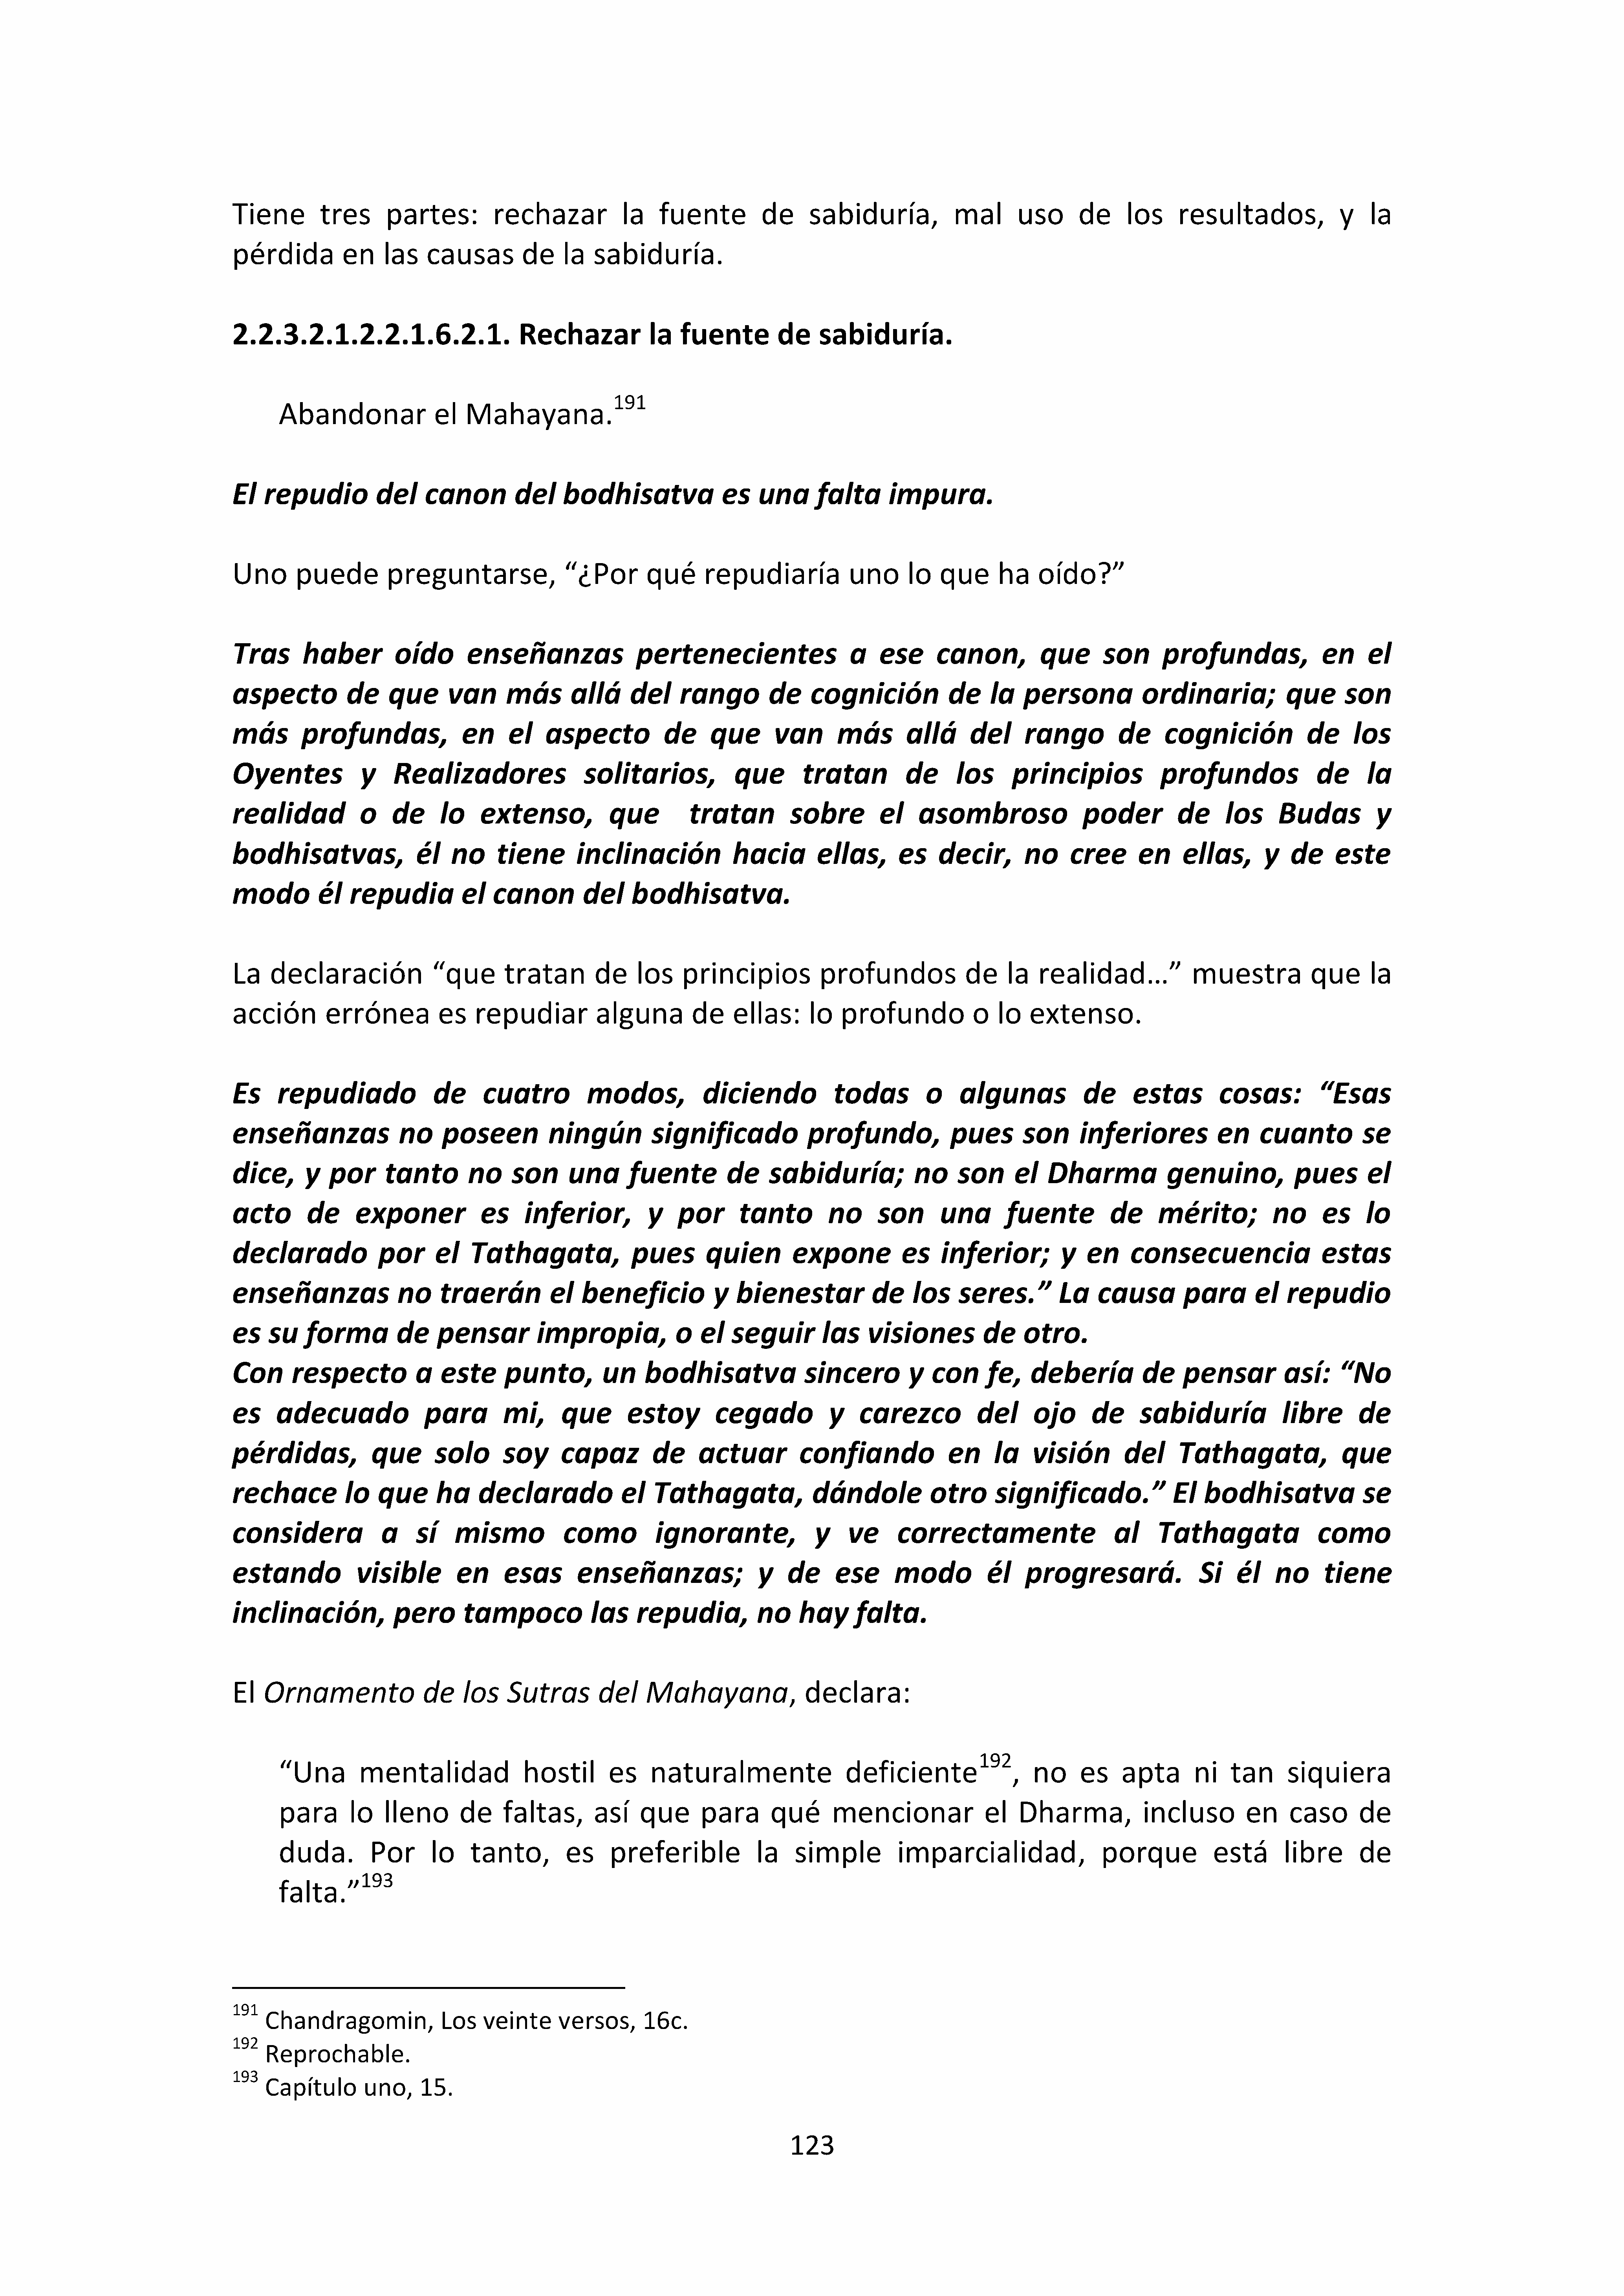 Tiene tres partes: rechazar la fuente de sabiduría, mal uso de los resultados, y la
pérdida en las causas de la sabiduría.
2.2.3.2.1.2.2.1.6.2.1. Rechazar la fuente de sabiduría.
Abandonar el Mahayana.191
El repudio del canon del bodhisatva es una falta impura.
Uno puede preguntarse, “¿Por qué repudiaría uno lo que ha oído?”
Tras haber oído enseñanzas pertenecientes a ese canon, que son profundas, en el
aspecto de que van más allá del rango de cognición de la persona ordinaria; que son
más profundas, en el aspecto de que van más allá del rango de cognición de los
Oyentes y Realizadores solitarios, que tratan de los principios profundos de la
realidad o de lo extenso, que tratan sobre el asombroso poder de los Budas y
bodhisatvas, él no tiene inclinación hacia ellas, es decir, no cree en ellas, y de este
modo él repudia el canon del bodhisatva.
La declaración “que tratan de los principios profundos de la realidad…” muestra que la
acción errónea es repudiar alguna de ellas: lo profundo o lo extenso.
Es repudiado de cuatro modos, diciendo todas o algunas de estas cosas: “Esas
enseñanzas no poseen ningún significado profundo, pues son inferiores en cuanto se
dice, y por tanto no son una fuente de sabiduría; no son el Dharma genuino, pues el
acto de exponer es inferior, y por tanto no son una fuente de mérito; no es lo
declarado por el Tathagata, pues quien expone es inferior; y en consecuencia estas
enseñanzas no traerán el beneficio y bienestar de los seres.” La causa para el repudio
es su forma de pensar impropia, o el seguir las visiones de otro.
Con respecto a este punto, un bodhisatva sincero y con fe, debería de pensar así: “No
es adecuado para mi, que estoy cegado y carezco del ojo de sabiduría libre de
pérdidas, que solo soy capaz de actuar confiando en la visión del Tathagata, que
rechace lo que ha declarado el Tathagata, dándole otro significado.” El bodhisatva se
considera a sí mismo como ignorante, y ve correctamente al Tathagata como
estando visible en esas enseñanzas; y de ese modo él progresará. Si él no tiene
inclinación, pero tampoco las repudia, no hay falta.
El Ornamento de los Sutras del Mahayana, declara:
“Una mentalidad hostil es naturalmente deficiente192, no es apta ni tan siquiera
para lo lleno de faltas, así que para qué mencionar el Dharma, incluso en caso de
duda. Por lo tanto, es preferible la simple imparcialidad, porque está libre de
falta.”193
191 Chandragomin, Los veinte versos, 16c.
192 Reprochable.
193 Capítulo uno, 15.
123